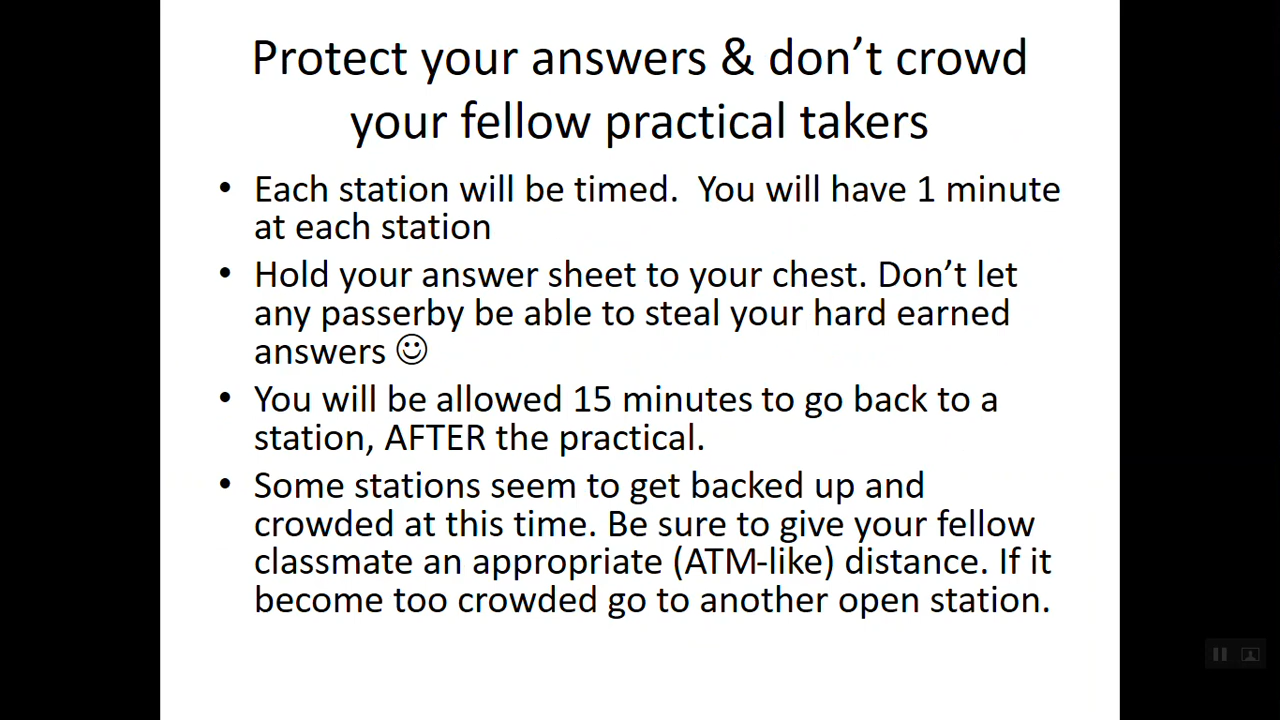 Protect your answers & don’t crowd
your fellow practical takers
• Each station will be timed.  You will have 1 minute
at each station
• Hold your answer sheet to your chest. Don’t let
any passerby be able to steal your hard earned
answers ☺
• You will be allowed 15 minutes to go back to a
station, AFTER the practical.
• Some stations seem to get backed up and
crowded at this time. Be sure to give your fellow
classmate an appropriate (ATM-like) distance. If it
become too crowded go to another open station.